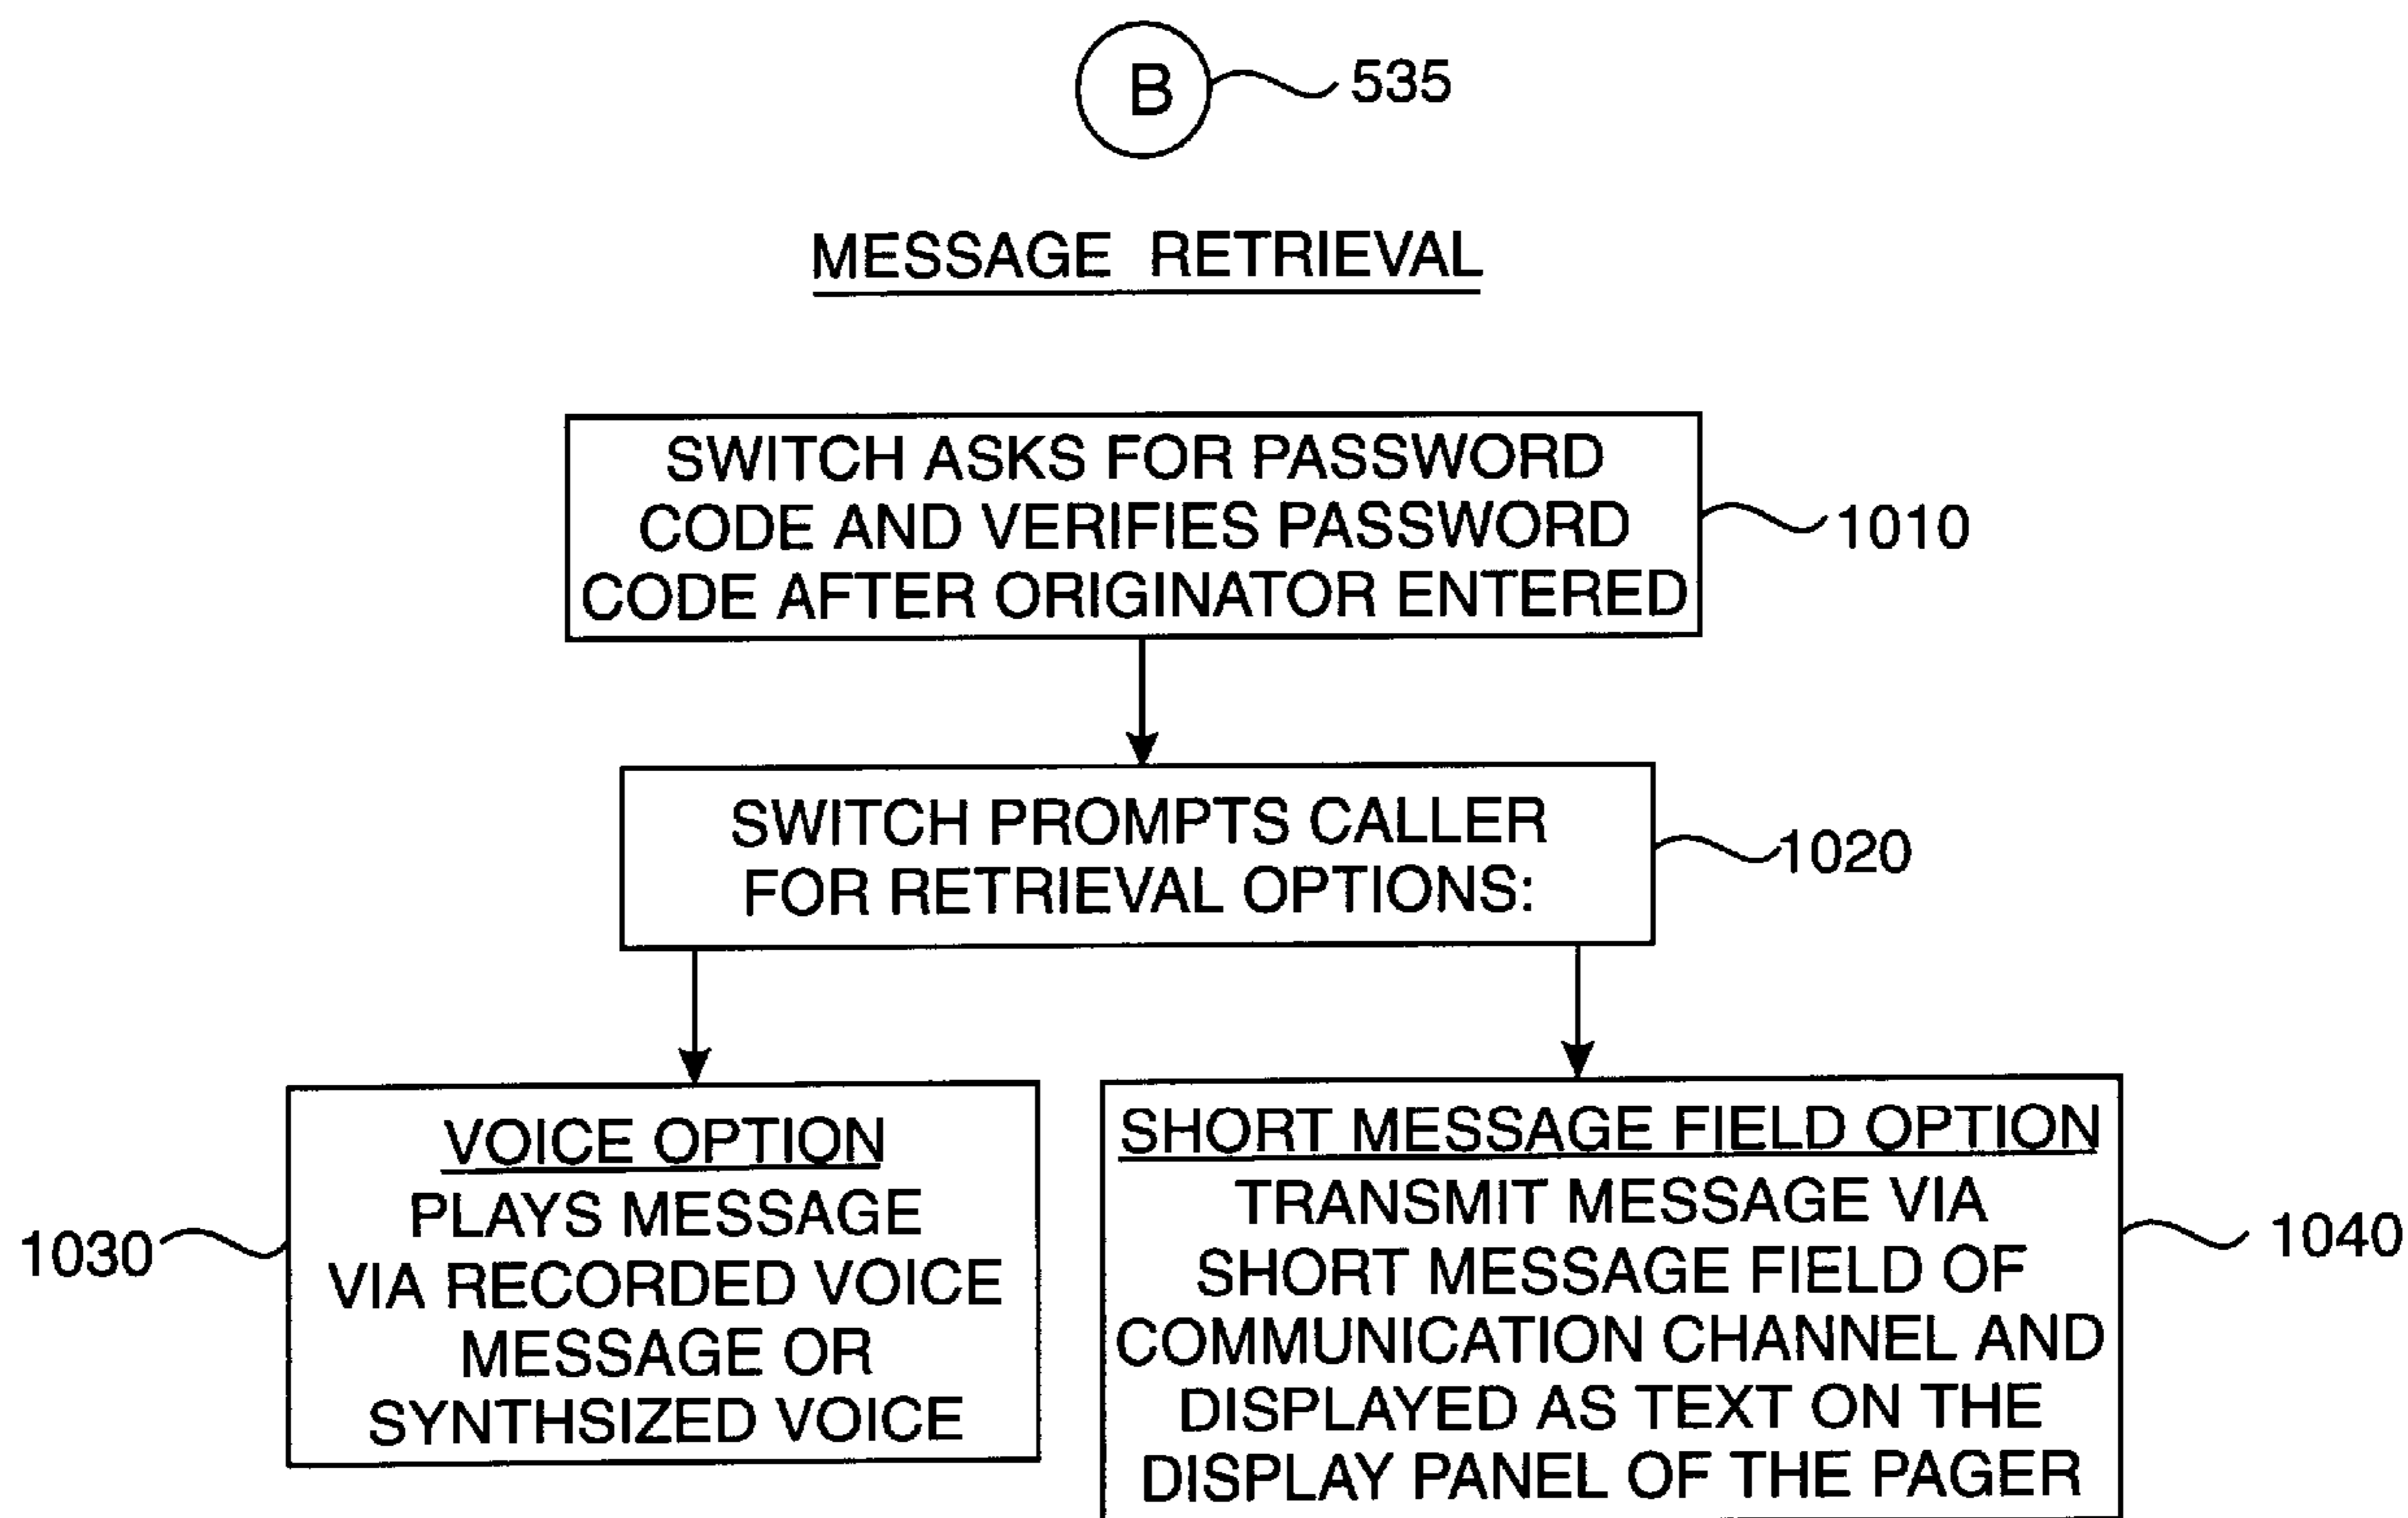 B
535
MESSAGE RETRIEVAL
SWITCH ASKS FOR PASSWORD
CODE AND VERIFIES PASSWORD
CODE AFTER ORIGINATOR ENTERED
1010
SWITCH PROMPTS CALLER
FOR RETRIEVAL OPTIONS:
1020
VOICE OPTION
PLAYS MESSAGE
VIA RECORDED VOICE
MESSAGE OR
SYNTHSIZED VOICE
1030
SHORT MESSAGE FIELD OPTION
TRANSMIT MESSAGE VIA
SHORT MESSAGE FIELD OF
COMMUNICATION CHANNEL AND
DISPLAYED AS TEXT ON THE
DISPLAY PANEL OF THE PAGER
1040